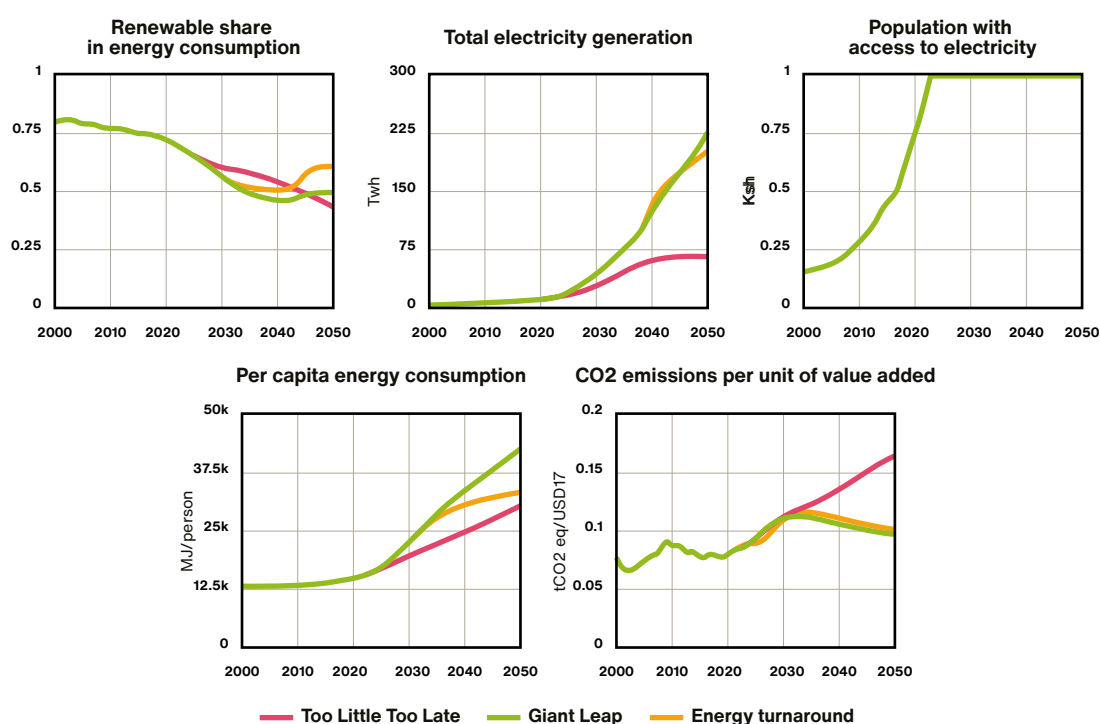 Renewable share
in energy consumption
1
0.75
0.5
0.25
0
2000 2010 2020 2030 2040 2050
Total electricity generation
Twh
300
225
150
75
0
2000 2010 2020 2030 2040 2050
Population with
access to electricity
1
0.75
0.5
0.25
0
2000 2010 2020 2030 2040 2050
Per capita energy consumption
MJ/person
50k
37.5k
25k
12.5k
0
2000 2010 2020 2030 2040 2050
CO2 emissions per unit of value added
tCO2 eq/USD17
0.2
0.15
0.1
0.05
0
2000 2010 2020 2030 2040 2050
Too Little Too Late Giant Leap Energy turnaround